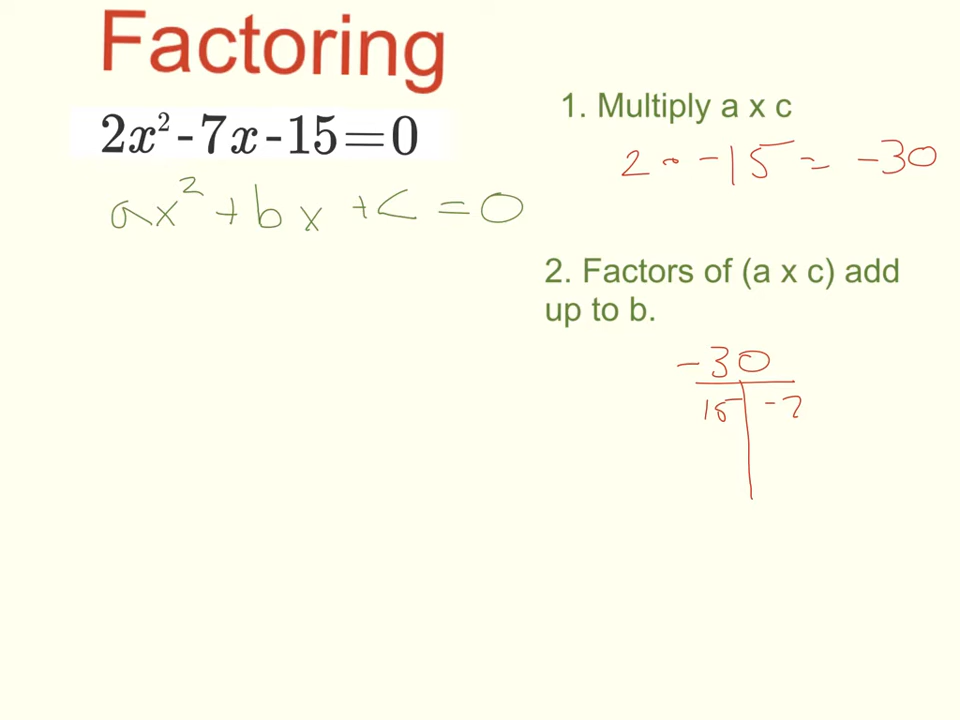 Factoring
2x² - 7x - 15 = 0
ax² + bx + c = 0
1. Multiply a x c
2 • -15 = -30
2. Factors of (a x c) add
up to b.
-30
15 | -2